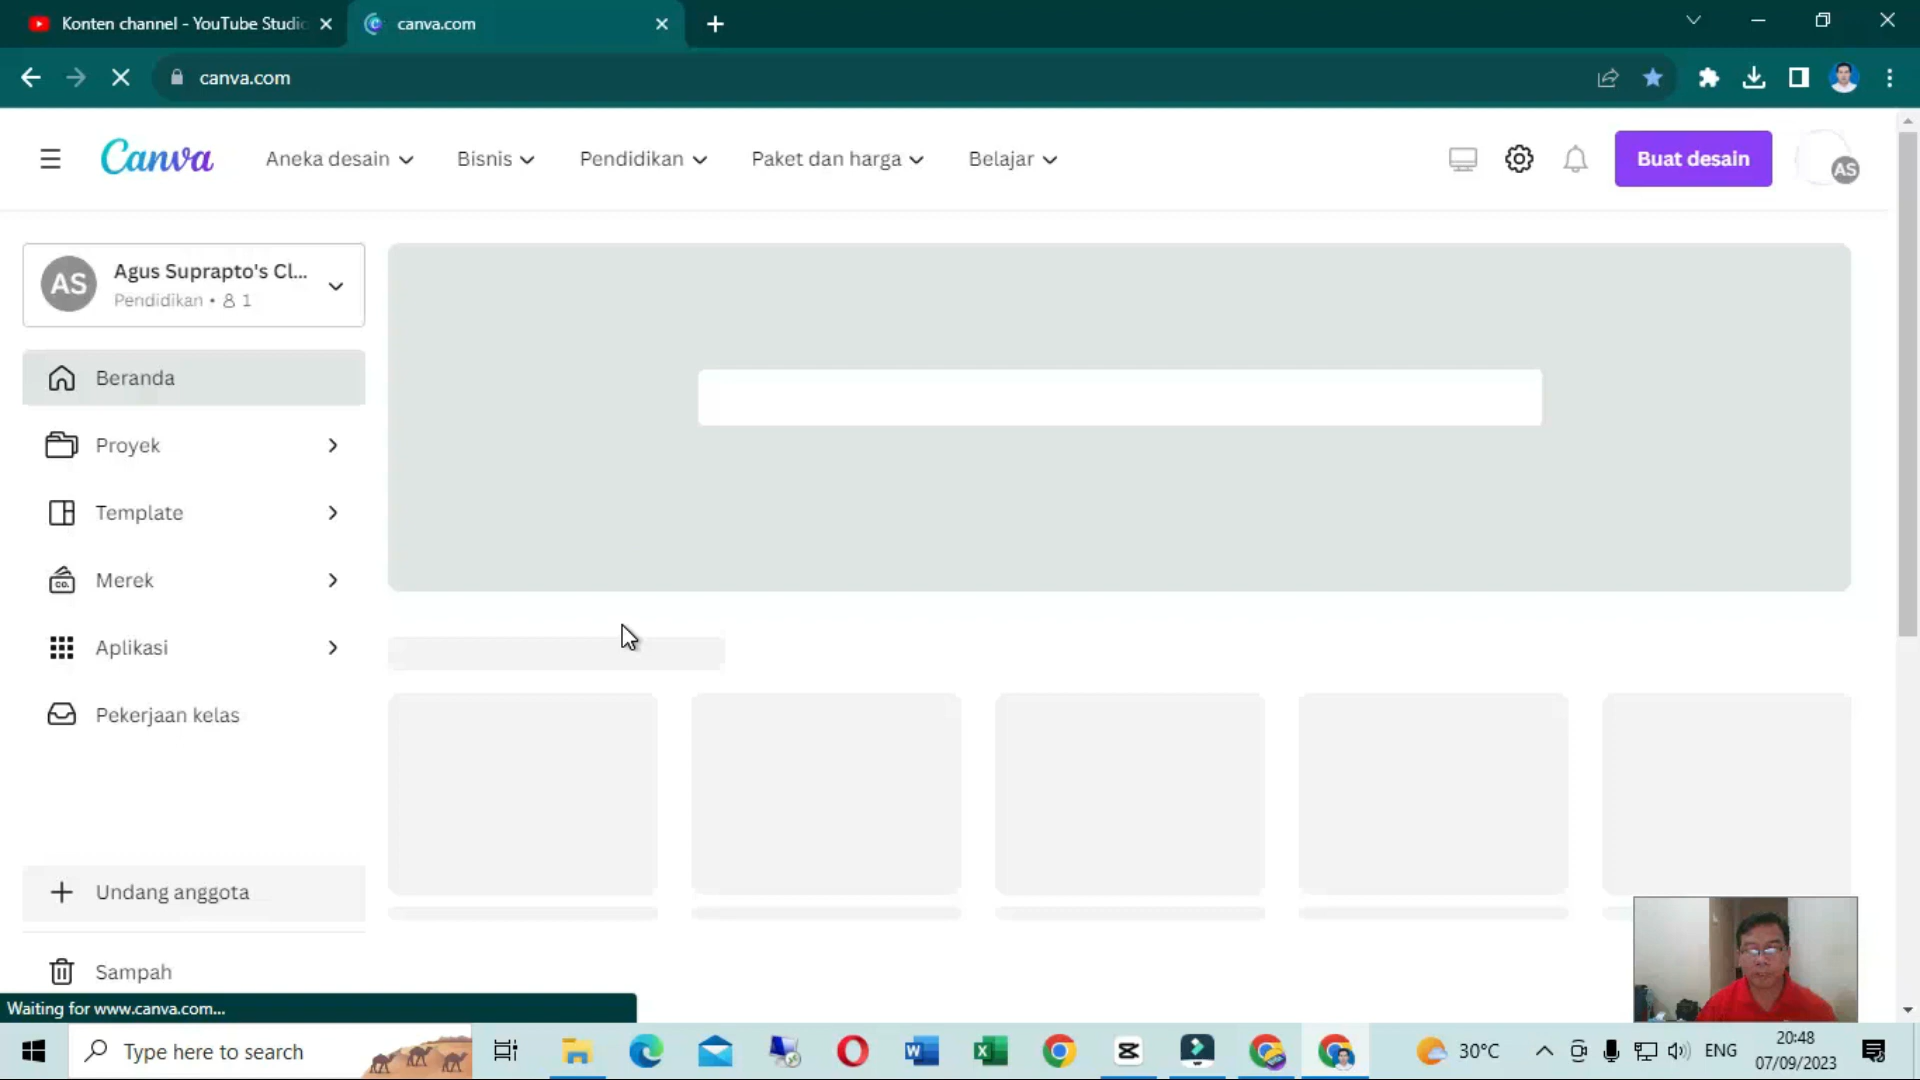 Konten channel - YouTube Studio
canva.com
canva.com
Canva
Aneka desain
Bisnis
Pendidikan
Paket dan harga
Belajar
Buat desain
AS
AS
Agus Suprapto's Cl...
Pendidikan • 1
Beranda
Proyek
Template
CO.
Merek
Aplikasi
Pekerjaan kelas
Undang anggota
Sampah
Waiting for www.canva.com...
Type here to search
30°C
ENG
20:48
07/09/2023